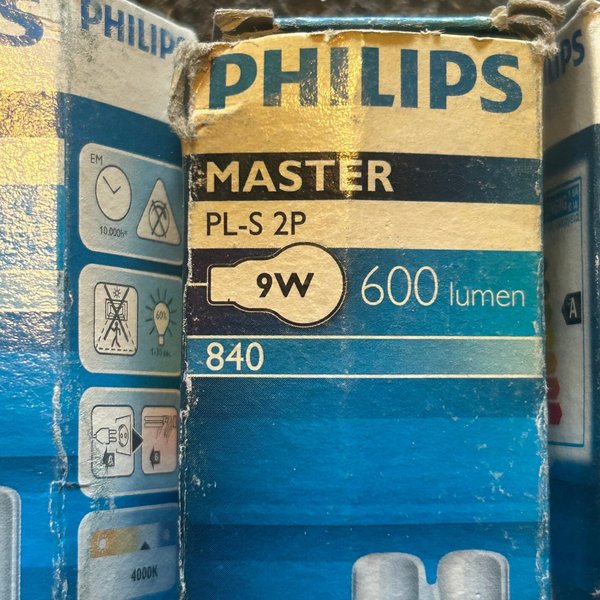 PHILIPS
EM
10.000h
60%
A
B
4000K
PHILIPS
MASTER
PL-S 2P
9W 600 lumen
840
A